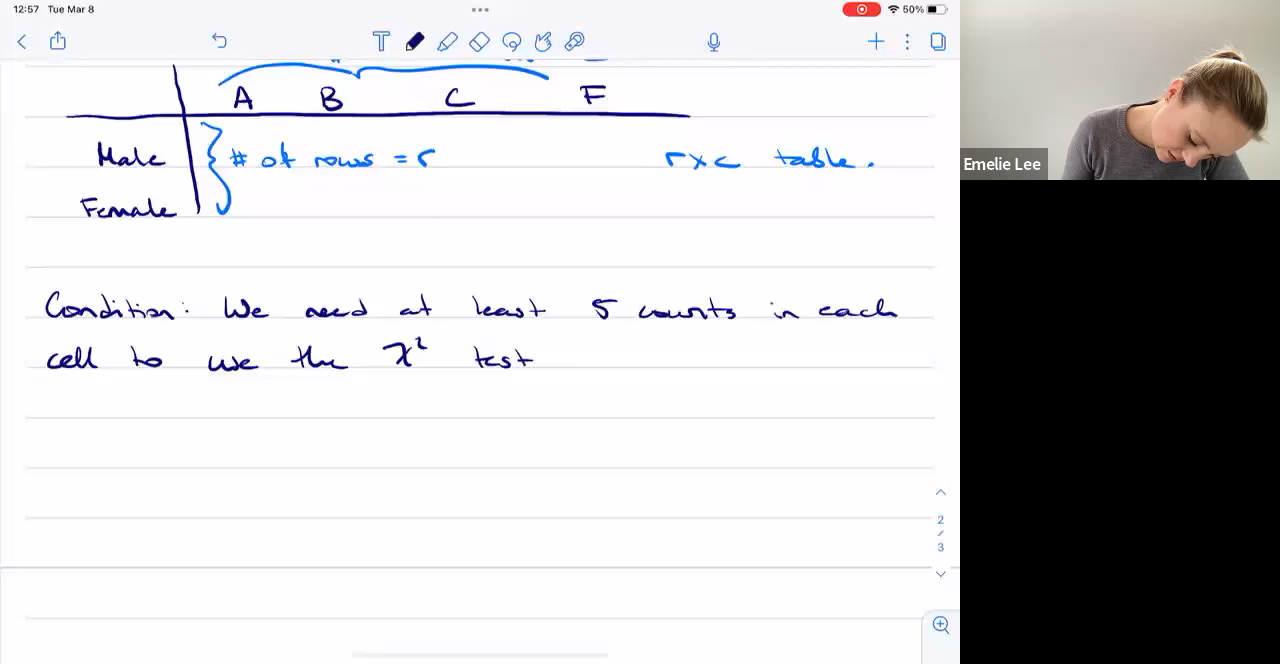 12:57 Tue Mar 8
50%
A B C F
Male # of rows = r r x c table.
Female
Condition: We need at least 5 counts in each
cell to use the χ² test
2
/
3
Emelie Lee